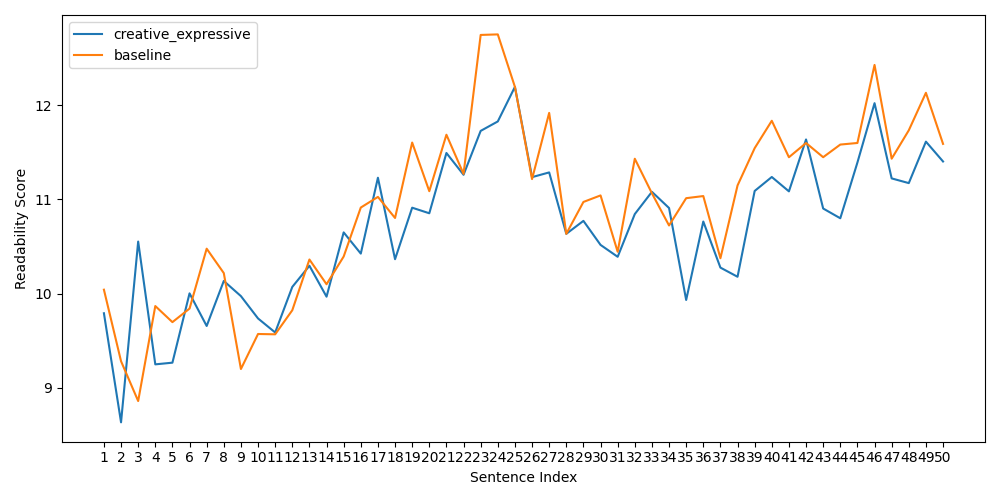 creative_expressive
baseline
12
11
10
9
Readability Score
1 2 3 4 5 6 7 8 9 10 11 12 13 14 15 16 17 18 19 20 21 22 23 24 25 26 27 28 29 30 31 32 33 34 35 36 37 38 39 40 41 42 43 44 45 46 47 48 49 50
Sentence Index